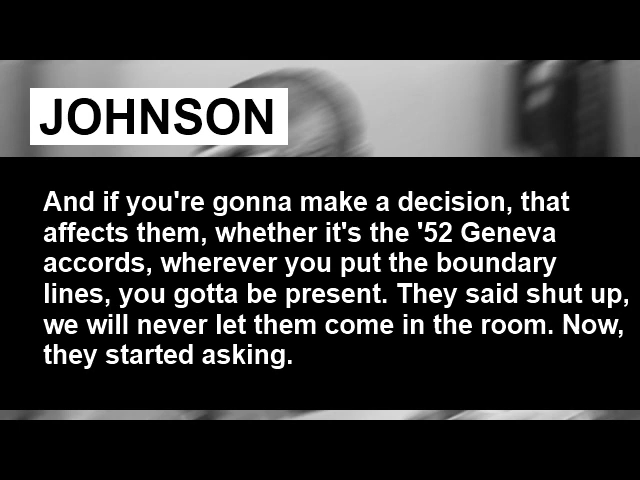 JOHNSON
And if you're gonna make a decision, that
affects them, whether it's the '52 Geneva
accords, wherever you put the boundary
lines, you gotta be present. They said shut up,
we will never let them come in the room. Now,
they started asking.